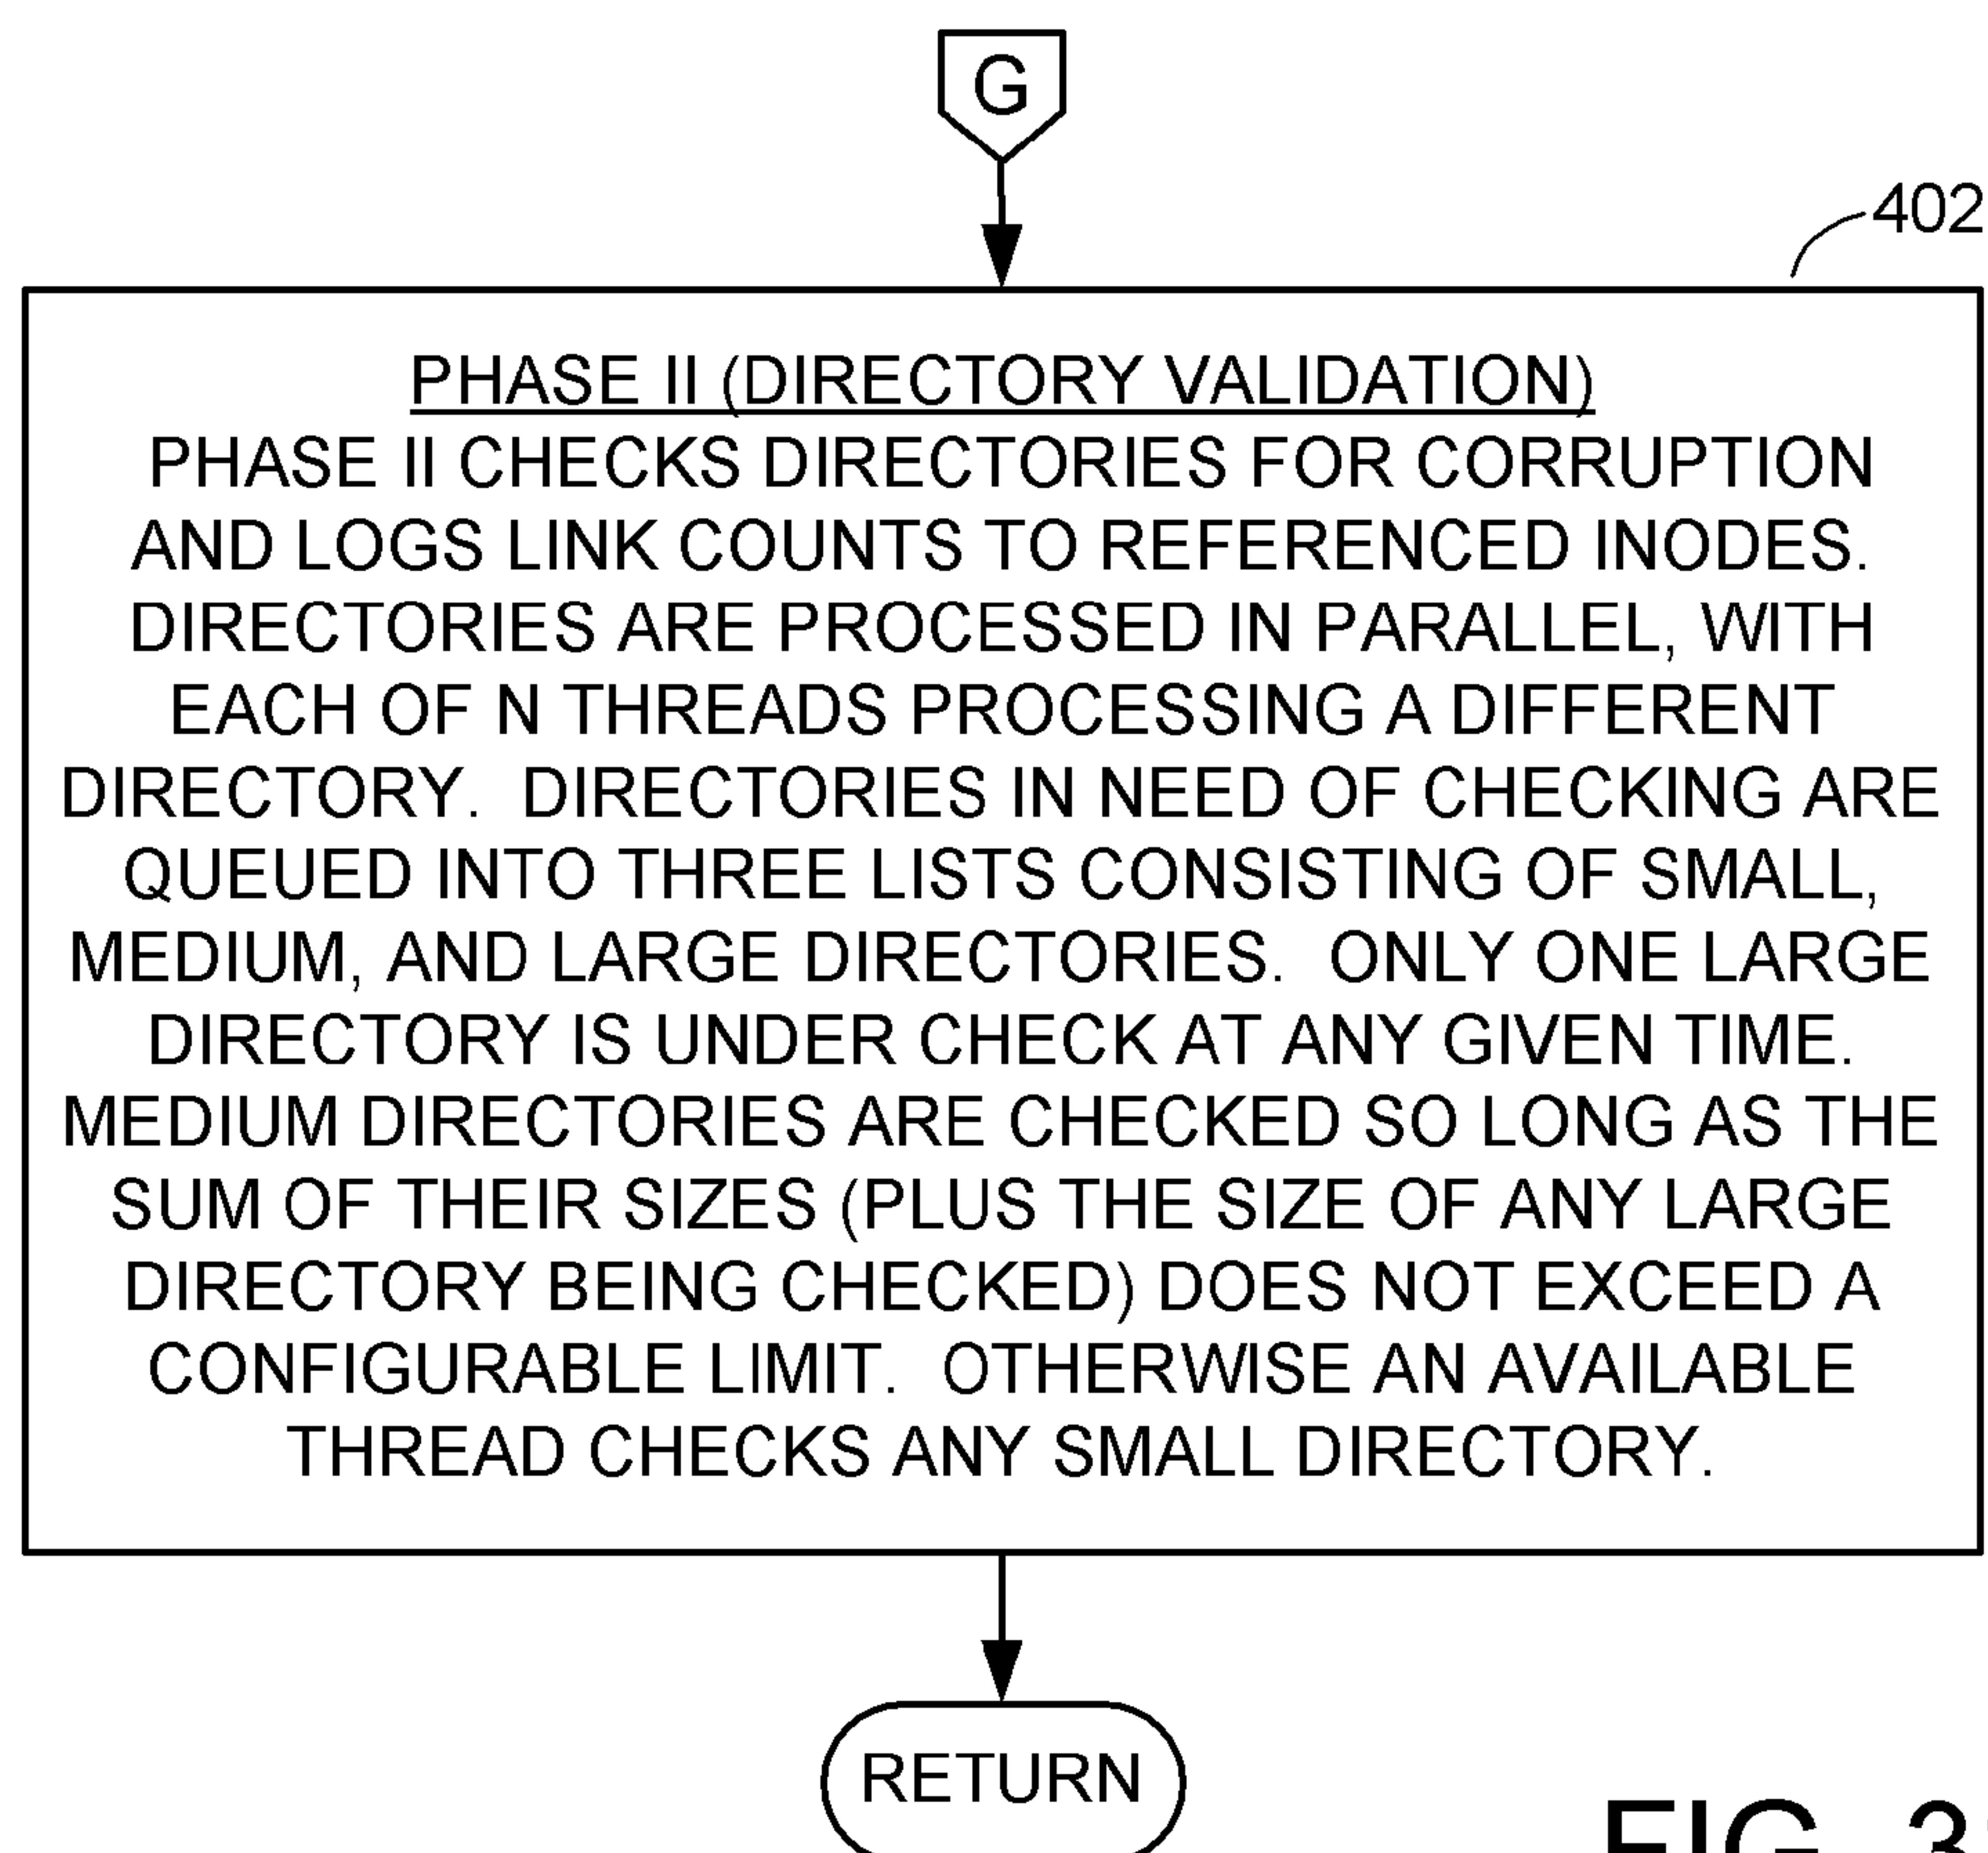 G
402
PHASE II (DIRECTORY VALIDATION)
PHASE II CHECKS DIRECTORIES FOR CORRUPTION
AND LOGS LINK COUNTS TO REFERENCED INODES.
DIRECTORIES ARE PROCESSED IN PARALLEL, WITH
EACH OF N THREADS PROCESSING A DIFFERENT
DIRECTORY. DIRECTORIES IN NEED OF CHECKING ARE
QUEUED INTO THREE LISTS CONSISTING OF SMALL,
MEDIUM, AND LARGE DIRECTORIES. ONLY ONE LARGE
DIRECTORY IS UNDER CHECK AT ANY GIVEN TIME.
MEDIUM DIRECTORIES ARE CHECKED SO LONG AS THE
SUM OF THEIR SIZES (PLUS THE SIZE OF ANY LARGE
DIRECTORY BEING CHECKED) DOES NOT EXCEED A
CONFIGURABLE LIMIT. OTHERWISE AN AVAILABLE
THREAD CHECKS ANY SMALL DIRECTORY.
RETURN
FIG.